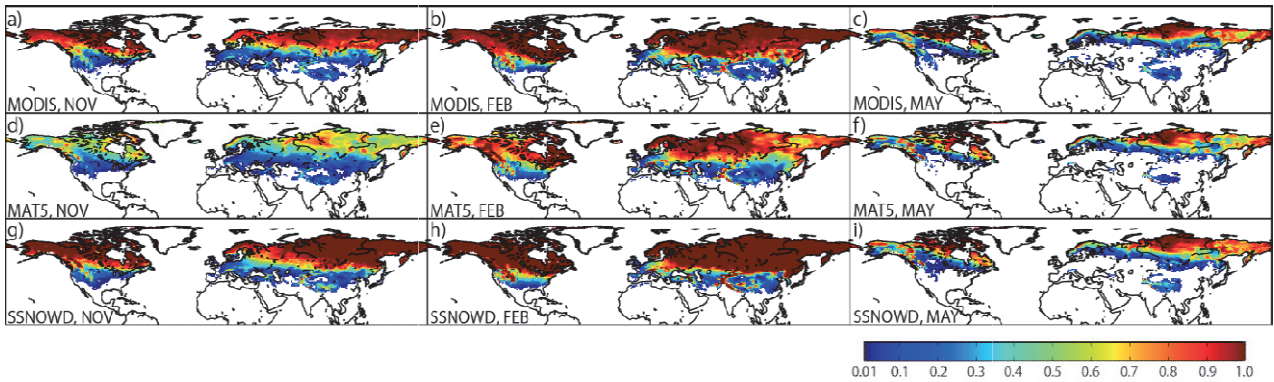 a)
b)
c)
MODIS, NOV
MODIS, FEB
MODIS, MAY
d)
e)
f)
MAT5, NOV
MAT5, FEB
MAT5, MAY
g)
h)
i)
SSNOWD, NOV
SSNOWD, FEB
SSNOWD, MAY
0.01 0.1 0.2 0.3 0.4 0.5 0.6 0.7 0.8 0.9 1.0